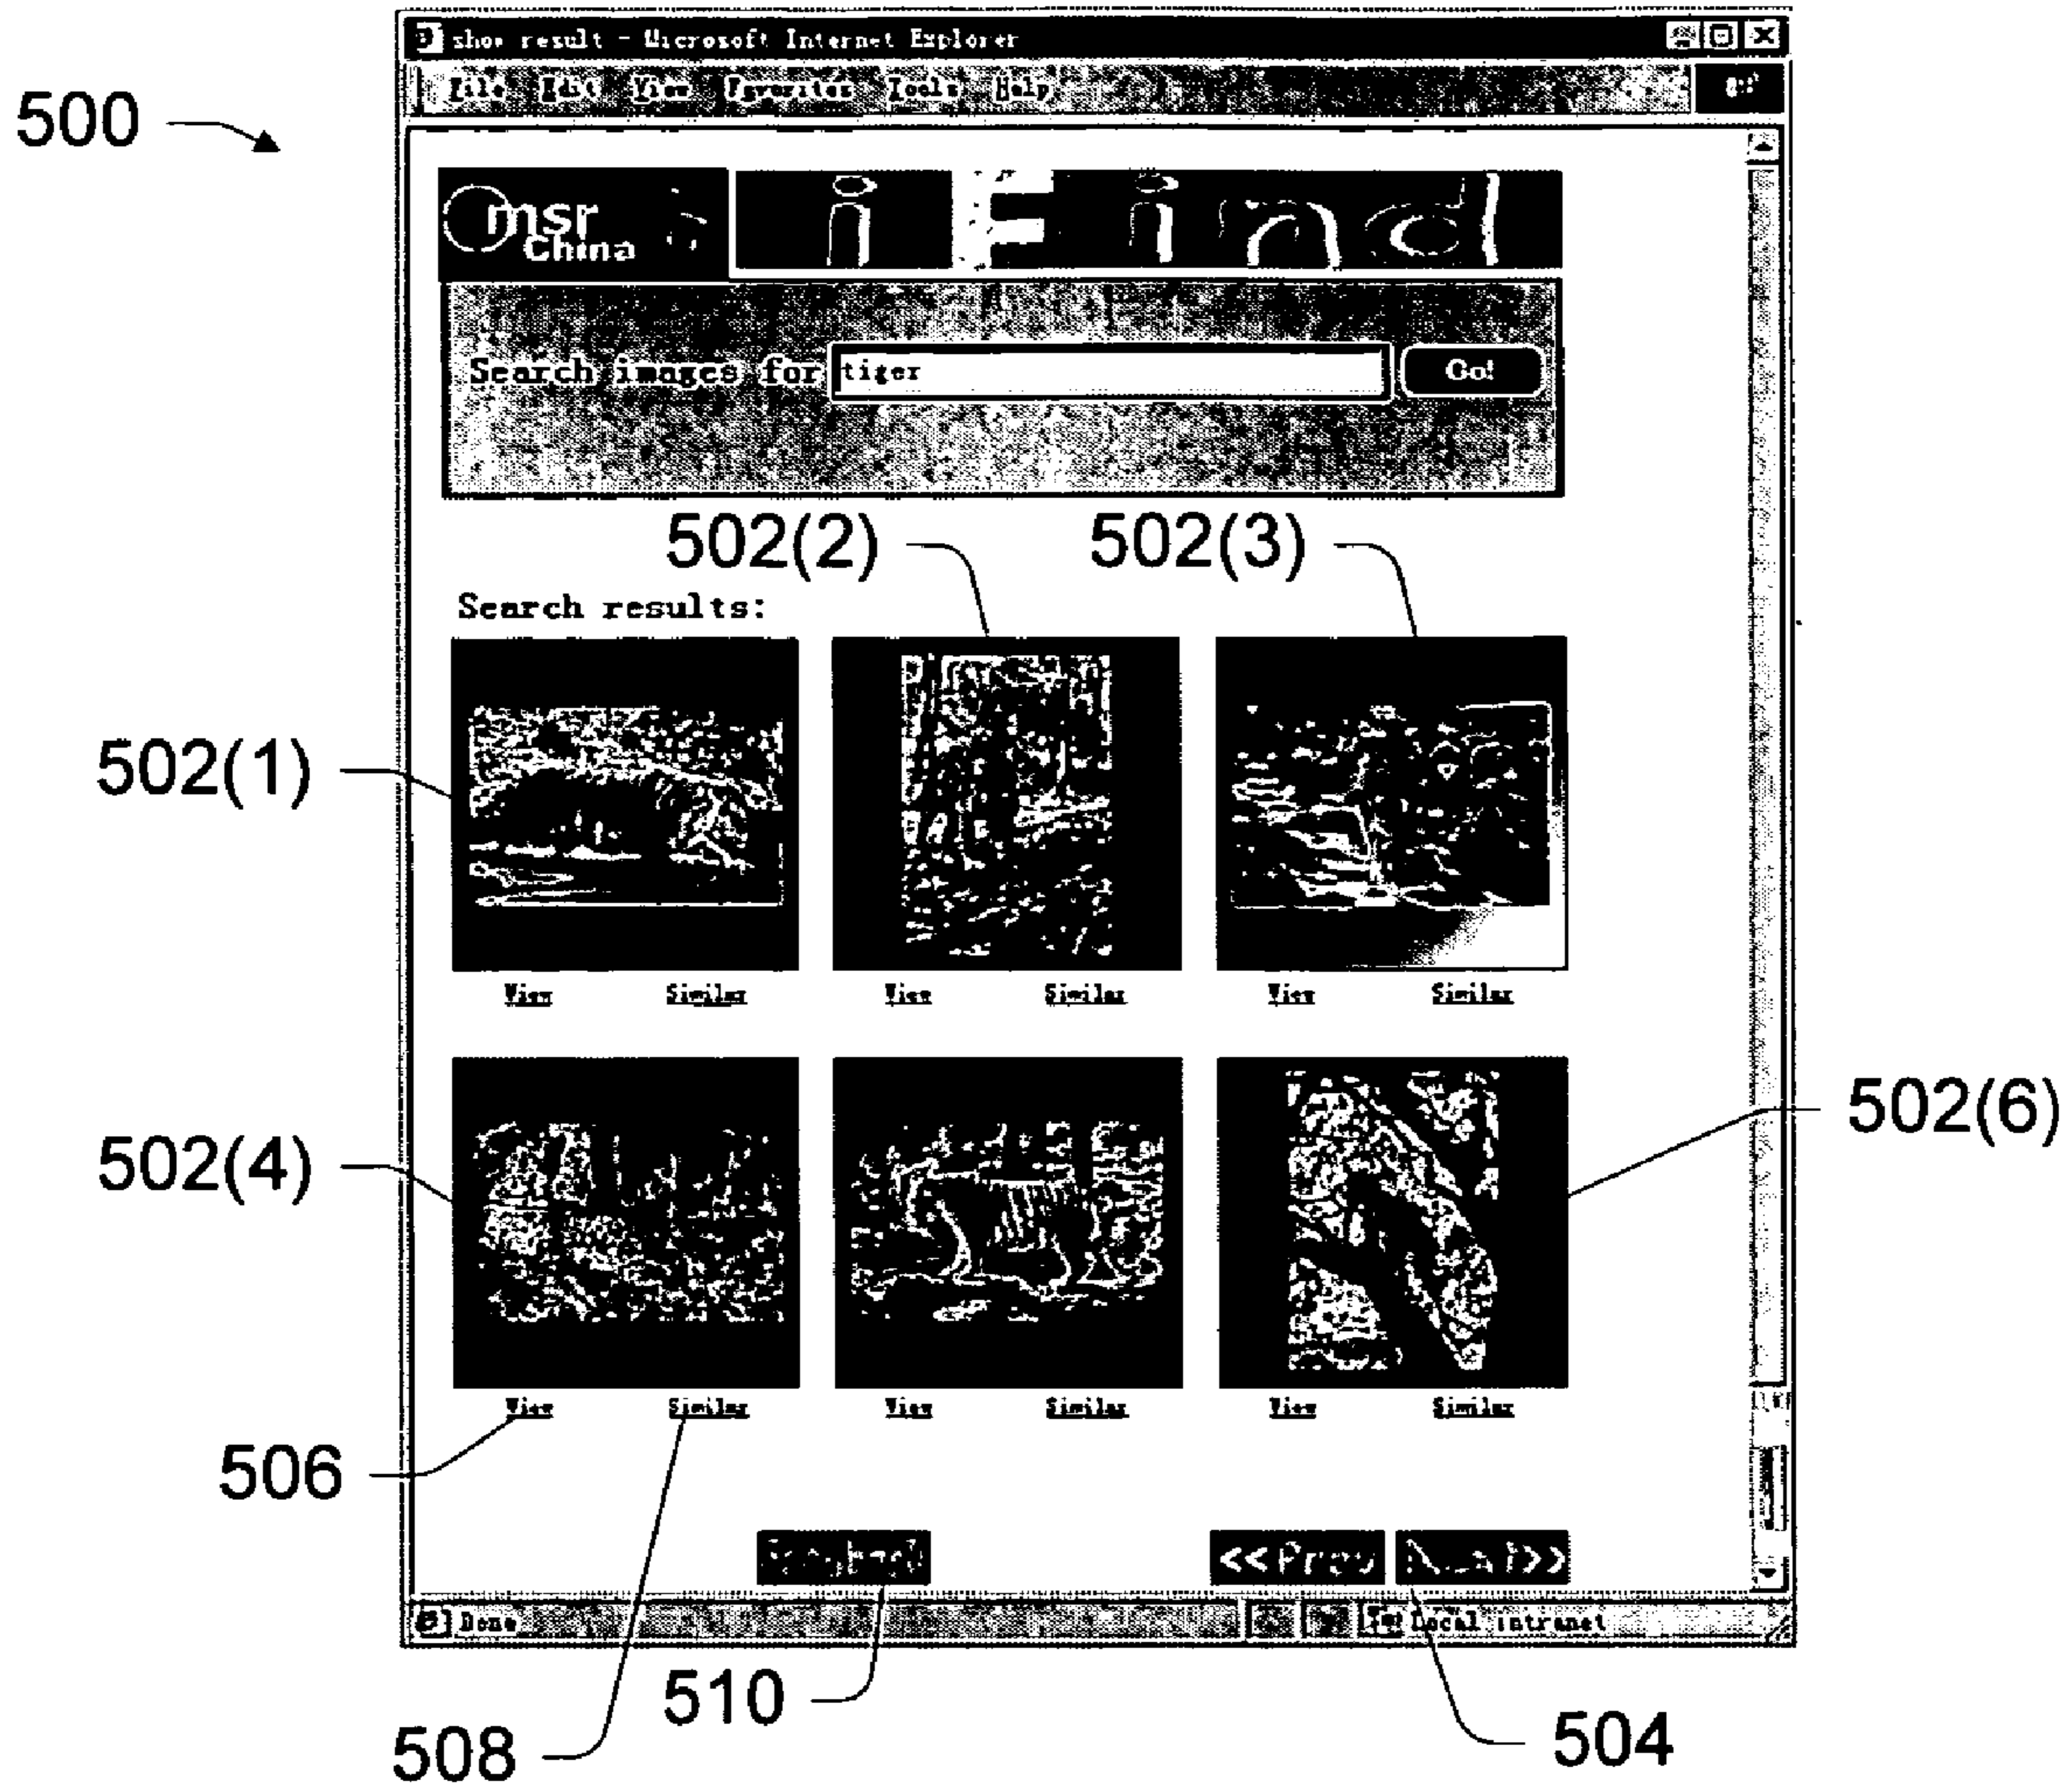 show result - Microsoft Internet Explorer
File Edit View Favorites Tools Help
500
msr China
iFind
Search images for tiger Go!
502(2) 502(3)
Search results:
502(1)
View Similar View Similar View Similar
502(6)
502(4)
View Similar View Similar View Similar
506
<<Prev Next>>
Done Local intranet
510
508
504